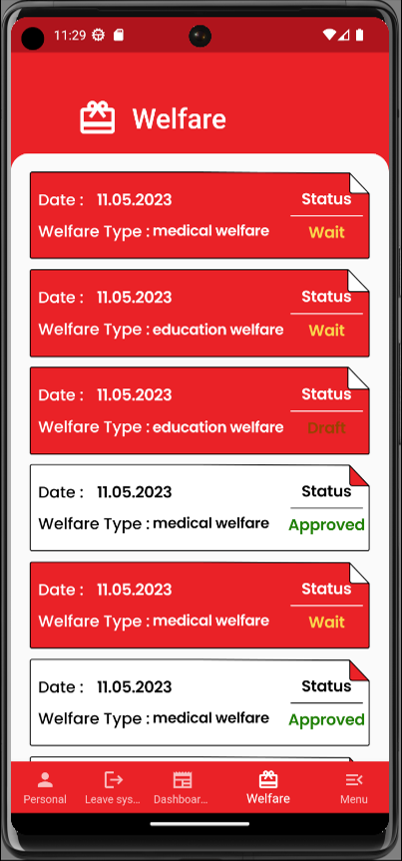 11:29
Welfare
Date : 11.05.2023 Status
Welfare Type : medical welfare Wait
Date : 11.05.2023 Status
Welfare Type : education welfare Wait
Date : 11.05.2023 Status
Welfare Type : education welfare Draft
Date : 11.05.2023 Status
Welfare Type : medical welfare Approved
Date : 11.05.2023 Status
Welfare Type : medical welfare Wait
Date : 11.05.2023 Status
Welfare Type : medical welfare Approved
Personal Leave sys... Dashboar... Welfare Menu